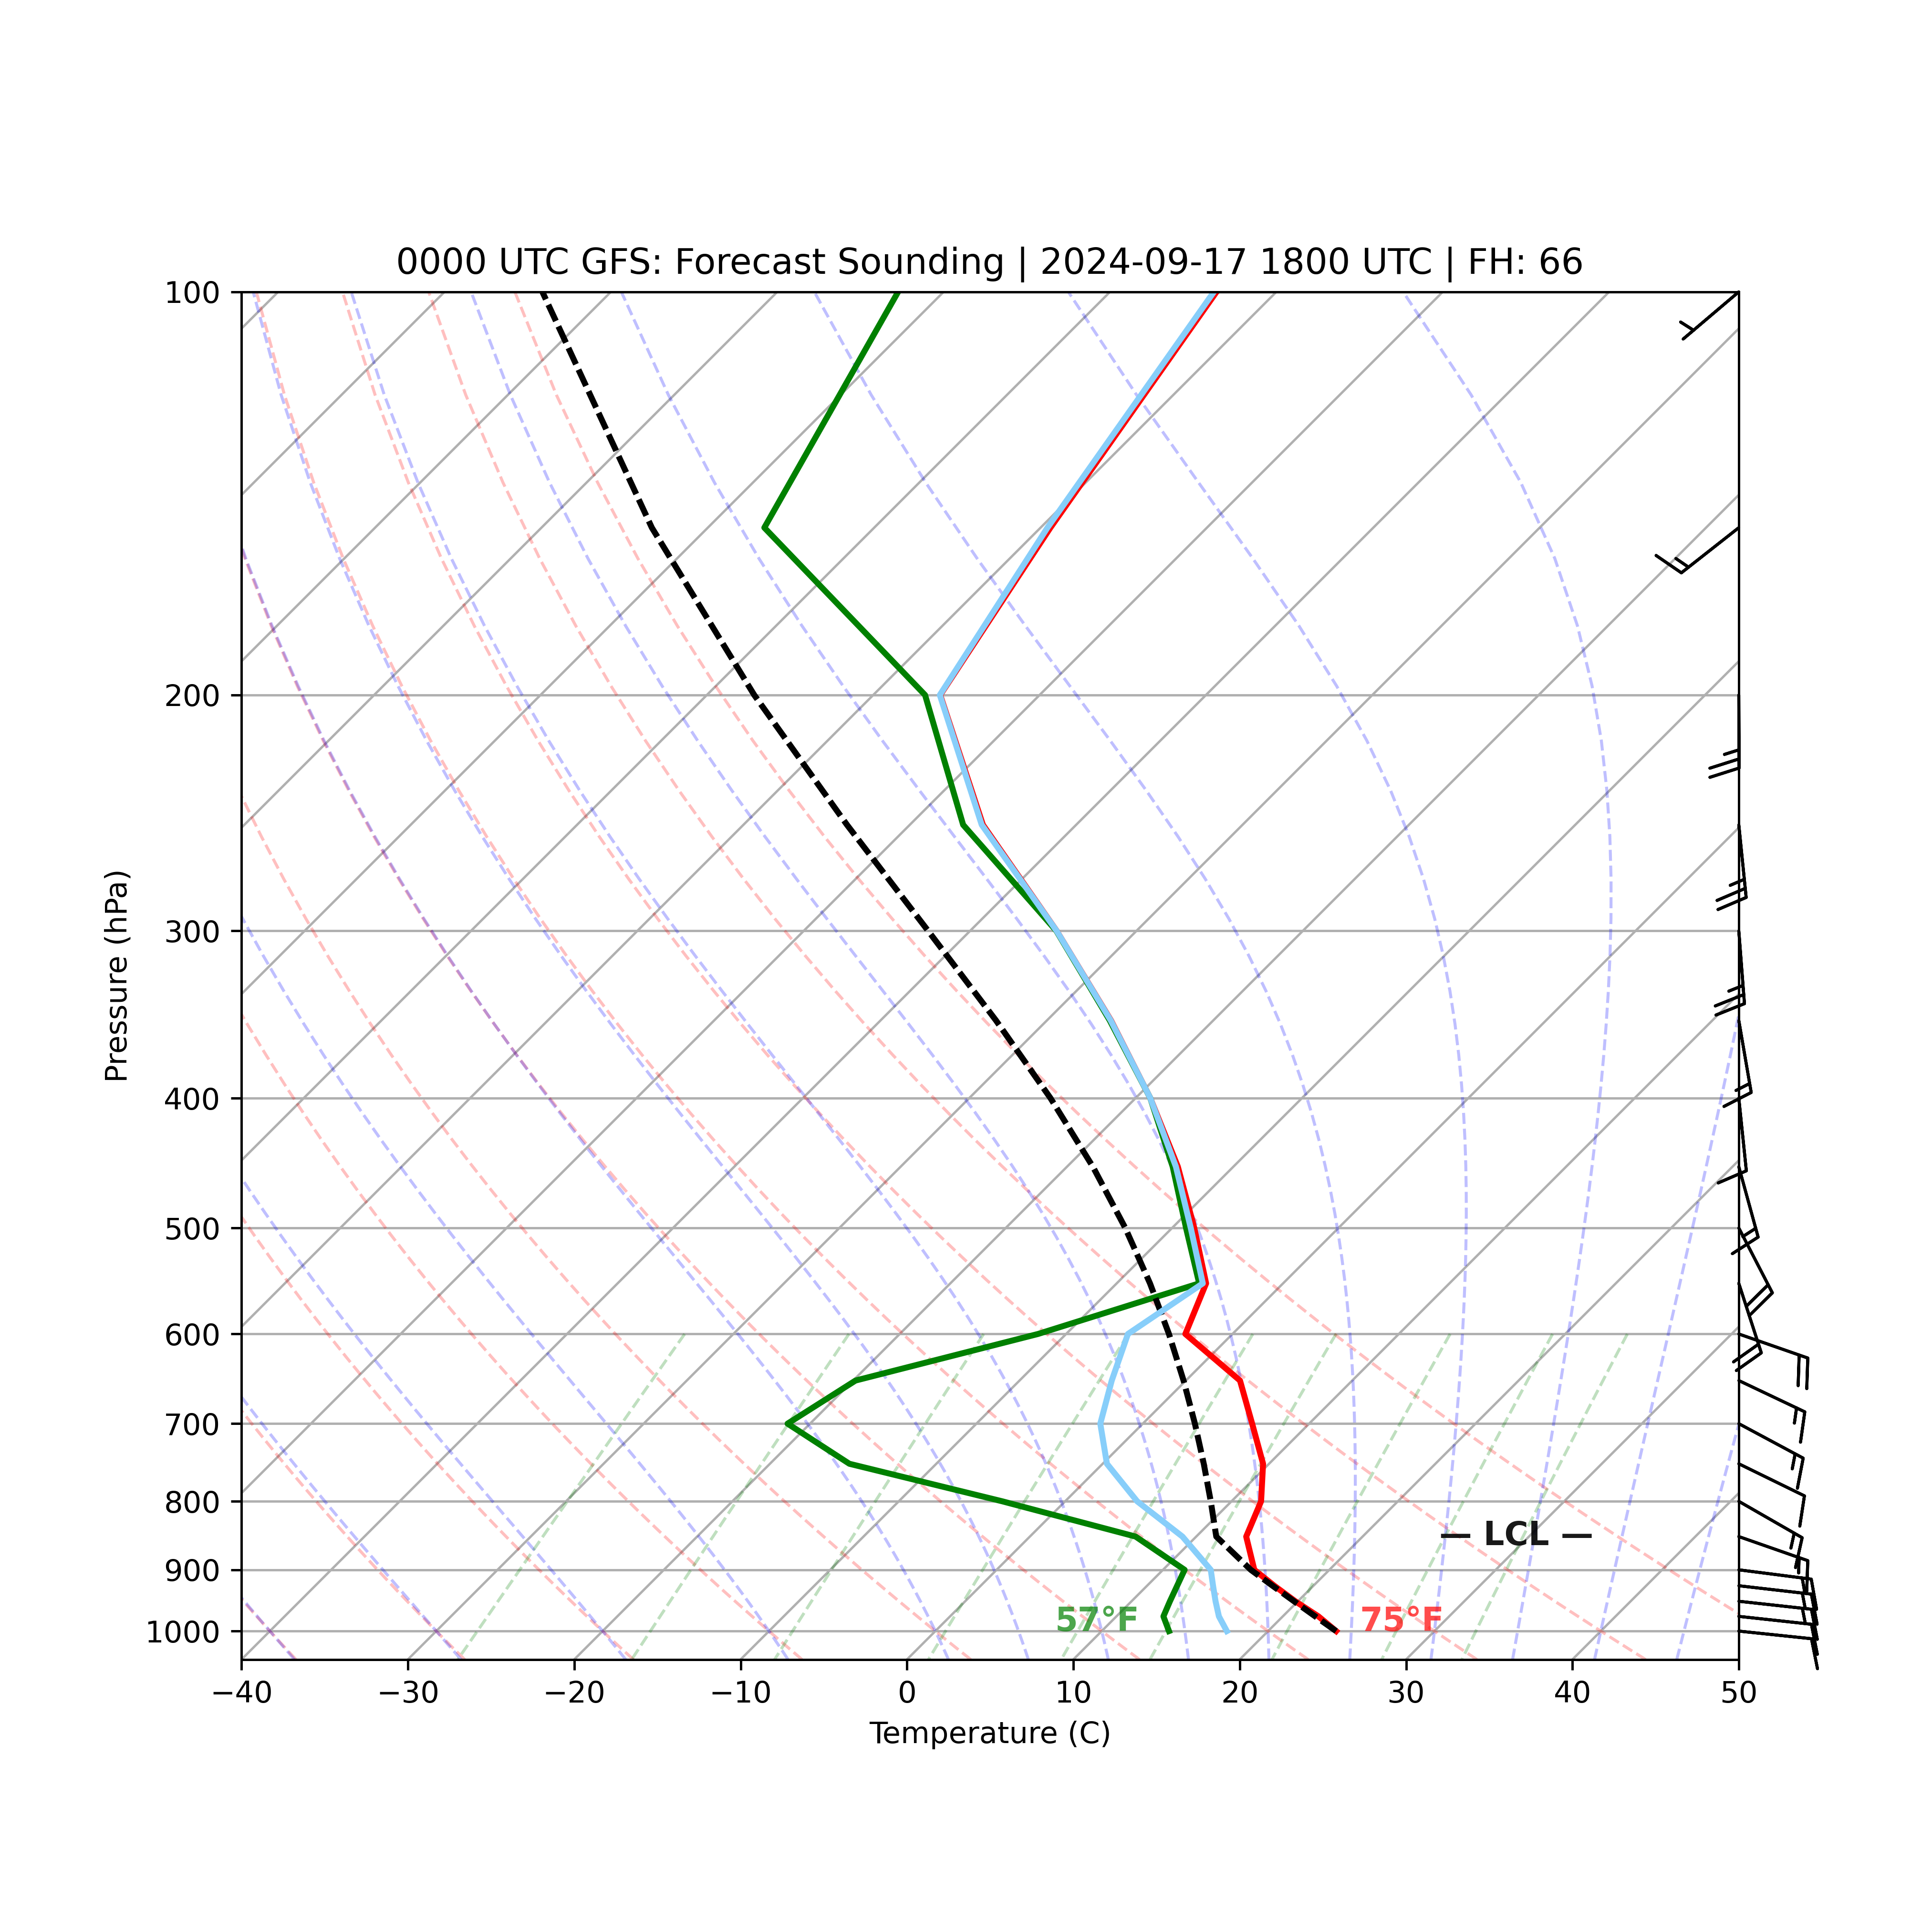 0000 UTC GFS: Forecast Sounding | 2024-09-17 1800 UTC | FH: 66
100
200
300
400
500
600
700
800
900
1000
Pressure (hPa)
— LCL —
57°F
75°F
−40 −30 −20 −10 0 10 20 30 40 50
Temperature (C)